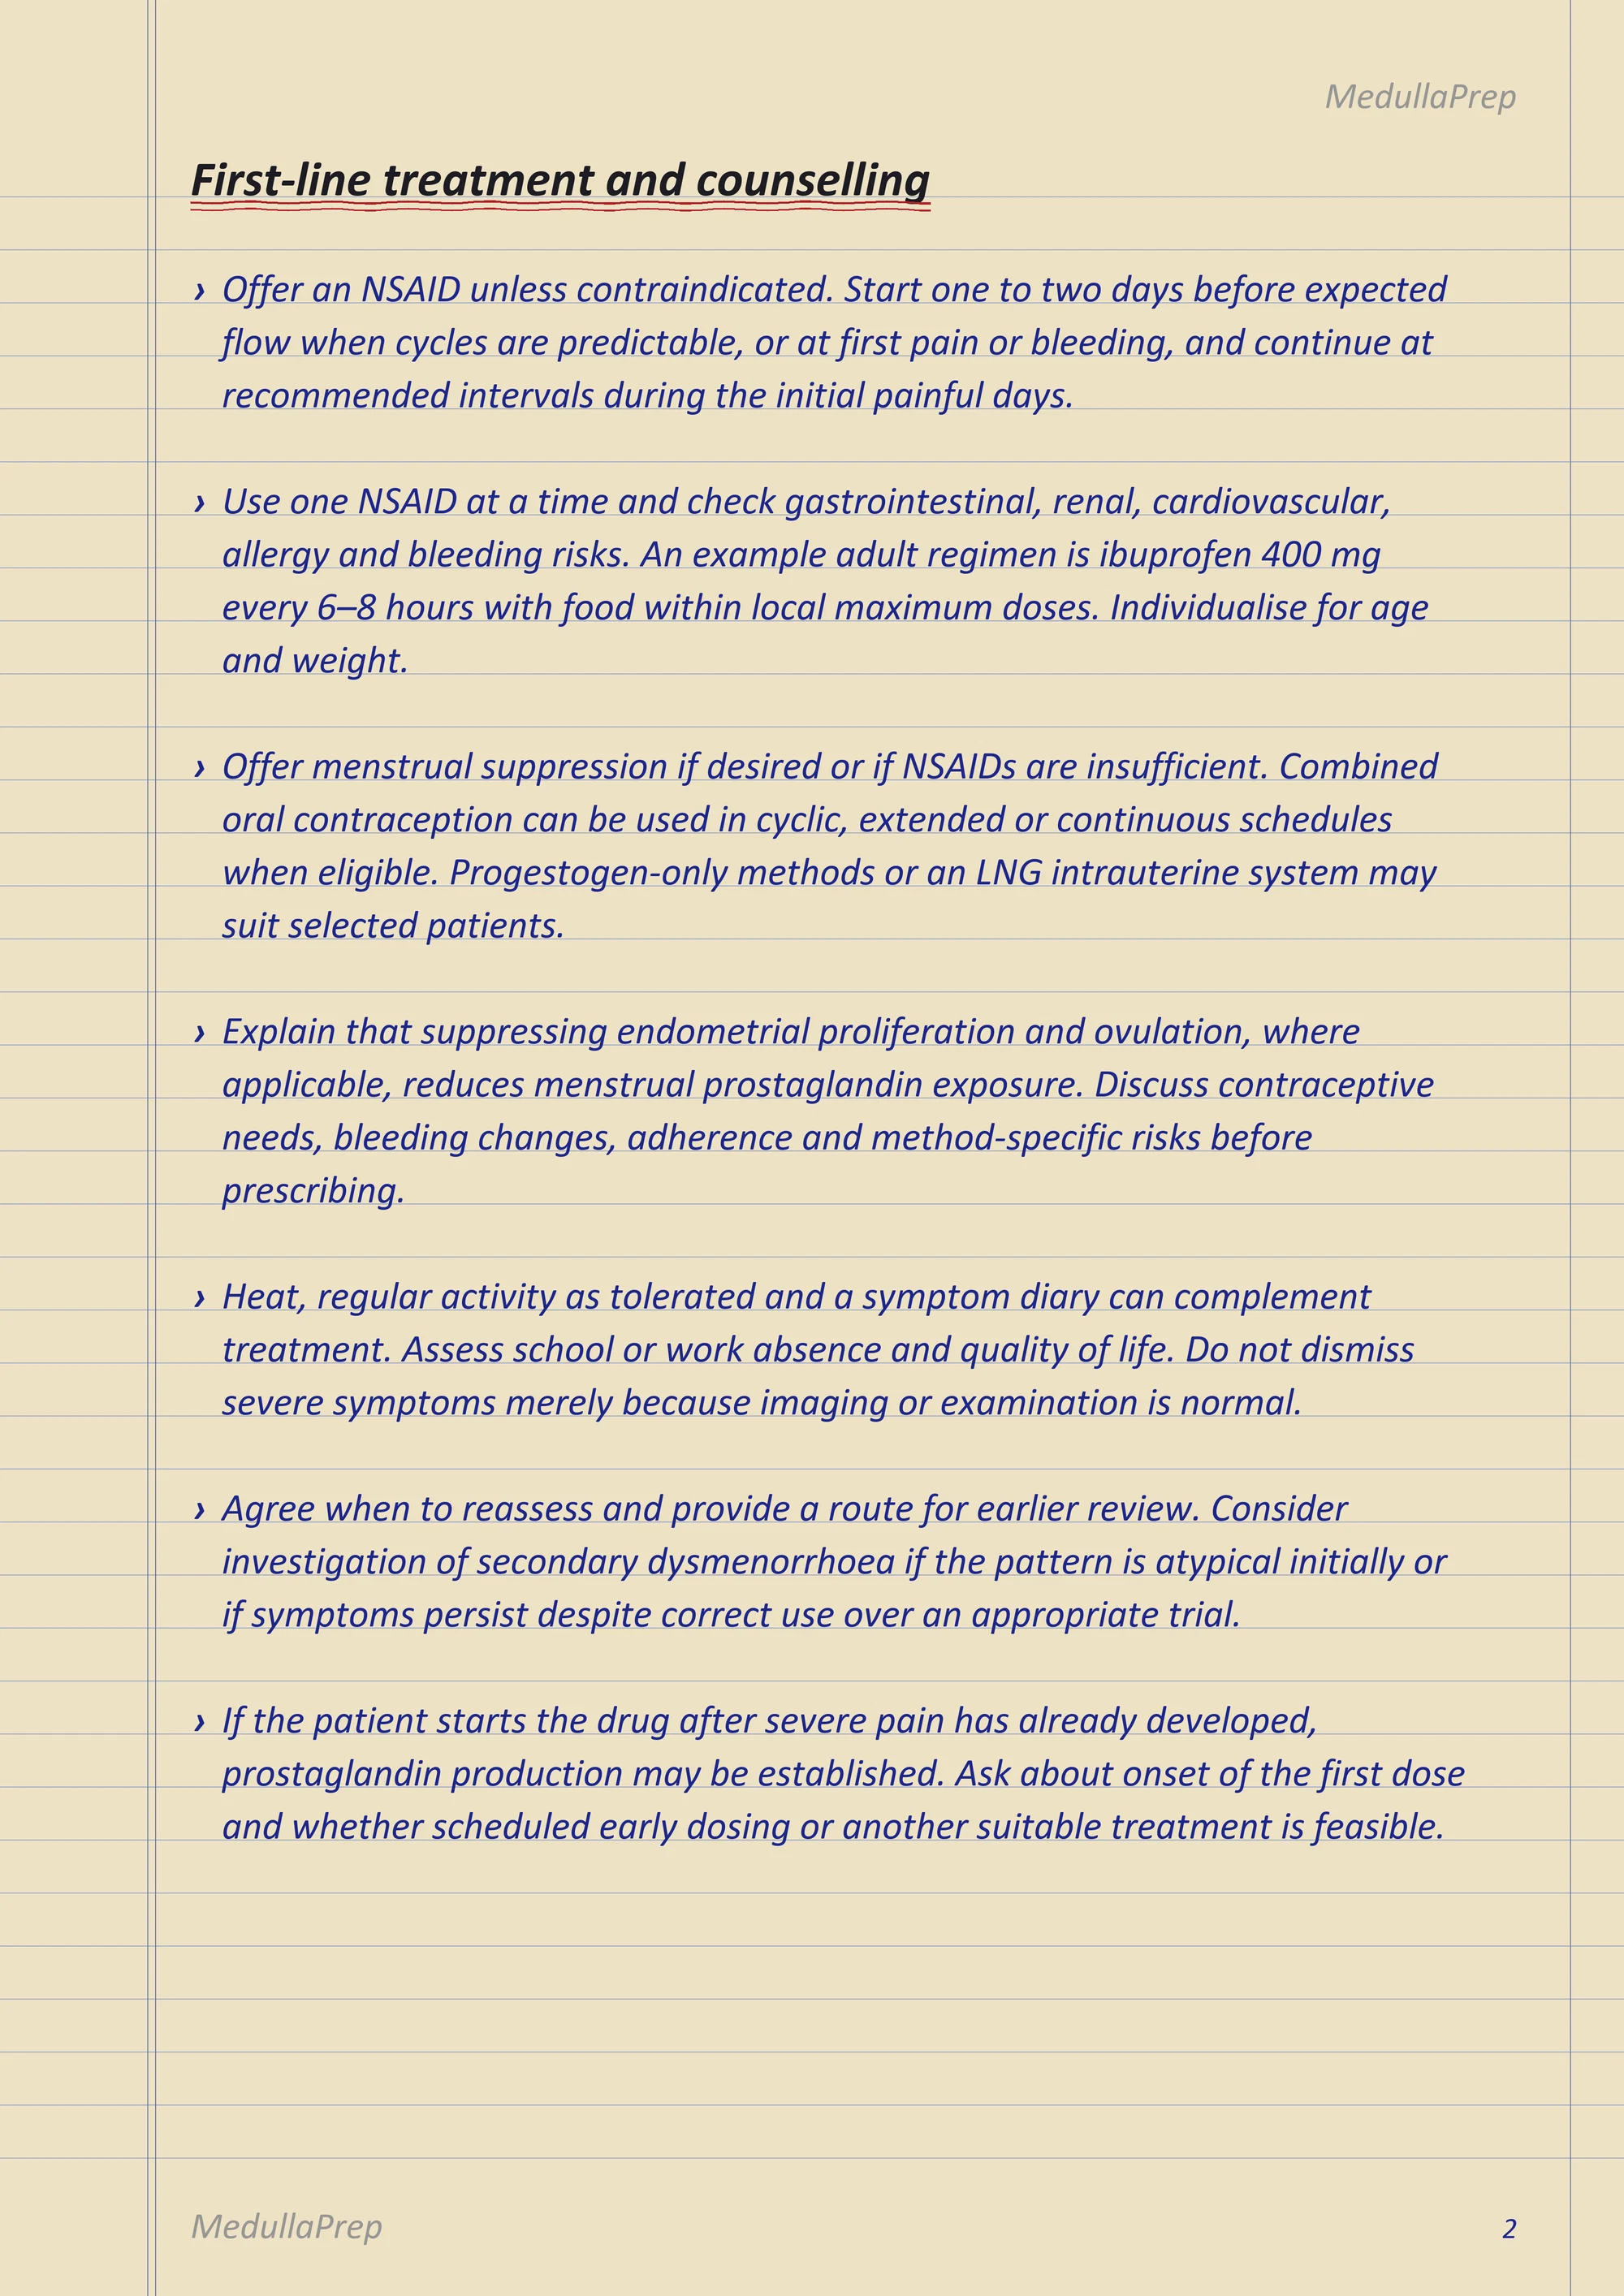 MedullaPrep
First-line treatment and counselling
› Offer an NSAID unless contraindicated. Start one to two days before expected
flow when cycles are predictable, or at first pain or bleeding, and continue at
recommended intervals during the initial painful days.
› Use one NSAID at a time and check gastrointestinal, renal, cardiovascular,
allergy and bleeding risks. An example adult regimen is ibuprofen 400 mg
every 6–8 hours with food within local maximum doses. Individualise for age
and weight.
› Offer menstrual suppression if desired or if NSAIDs are insufficient. Combined
oral contraception can be used in cyclic, extended or continuous schedules
when eligible. Progestogen-only methods or an LNG intrauterine system may
suit selected patients.
› Explain that suppressing endometrial proliferation and ovulation, where
applicable, reduces menstrual prostaglandin exposure. Discuss contraceptive
needs, bleeding changes, adherence and method-specific risks before
prescribing.
› Heat, regular activity as tolerated and a symptom diary can complement
treatment. Assess school or work absence and quality of life. Do not dismiss
severe symptoms merely because imaging or examination is normal.
› Agree when to reassess and provide a route for earlier review. Consider
investigation of secondary dysmenorrhoea if the pattern is atypical initially or
if symptoms persist despite correct use over an appropriate trial.
› If the patient starts the drug after severe pain has already developed,
prostaglandin production may be established. Ask about onset of the first dose
and whether scheduled early dosing or another suitable treatment is feasible.
MedullaPrep
2